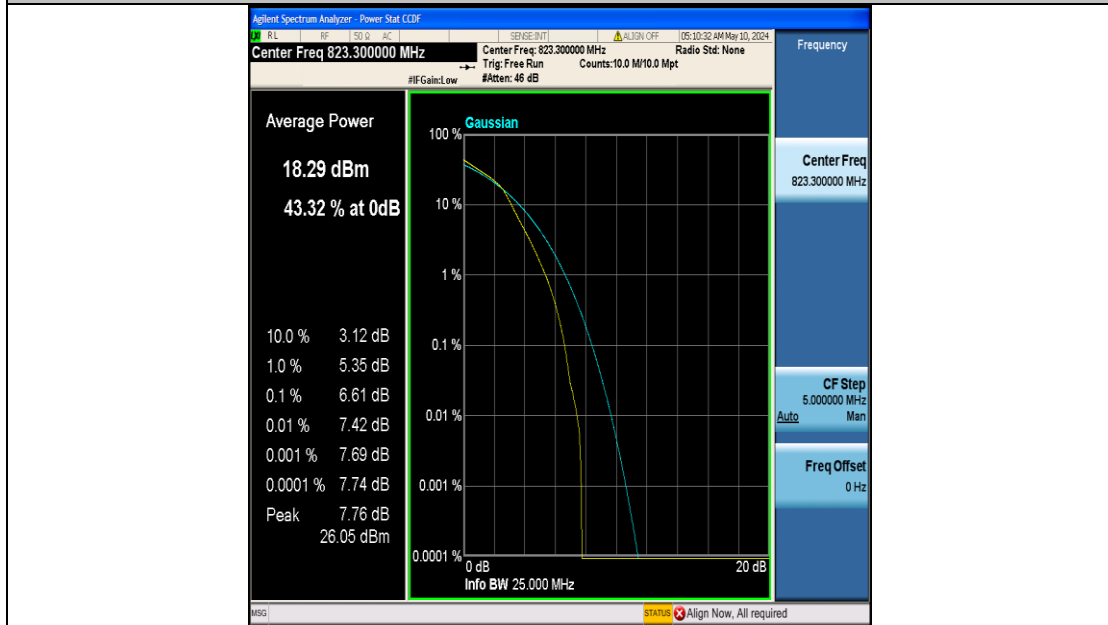 Agilent Spectrum Analyzer - Power Stat CCDF
RL RF 50 Ω AC SENSE:INT ALIGN OFF 05:10:32 AM May 10, 2024
Center Freq 823.300000 MHz
Center Freq: 823.300000 MHz Radio Std: None
Trig: Free Run Counts:10.0 M/10.0 Mpt
#IFGain:Low #Atten: 46 dB
Frequency
Average Power
18.29 dBm
43.32 % at 0dB
10.0 % 3.12 dB
1.0 % 5.35 dB
0.1 % 6.61 dB
0.01 % 7.42 dB
0.001 % 7.69 dB
0.0001 % 7.74 dB
Peak 7.76 dB
26.05 dBm
Gaussian
100 %
10 %
1 %
0.1 %
0.01 %
0.001 %
0.0001 %
0 dB 20 dB
Info BW 25.000 MHz
Center Freq
823.300000 MHz
CF Step
5.000000 MHz
Auto Man
Freq Offset
0 Hz
MSG STATUS Align Now, All required